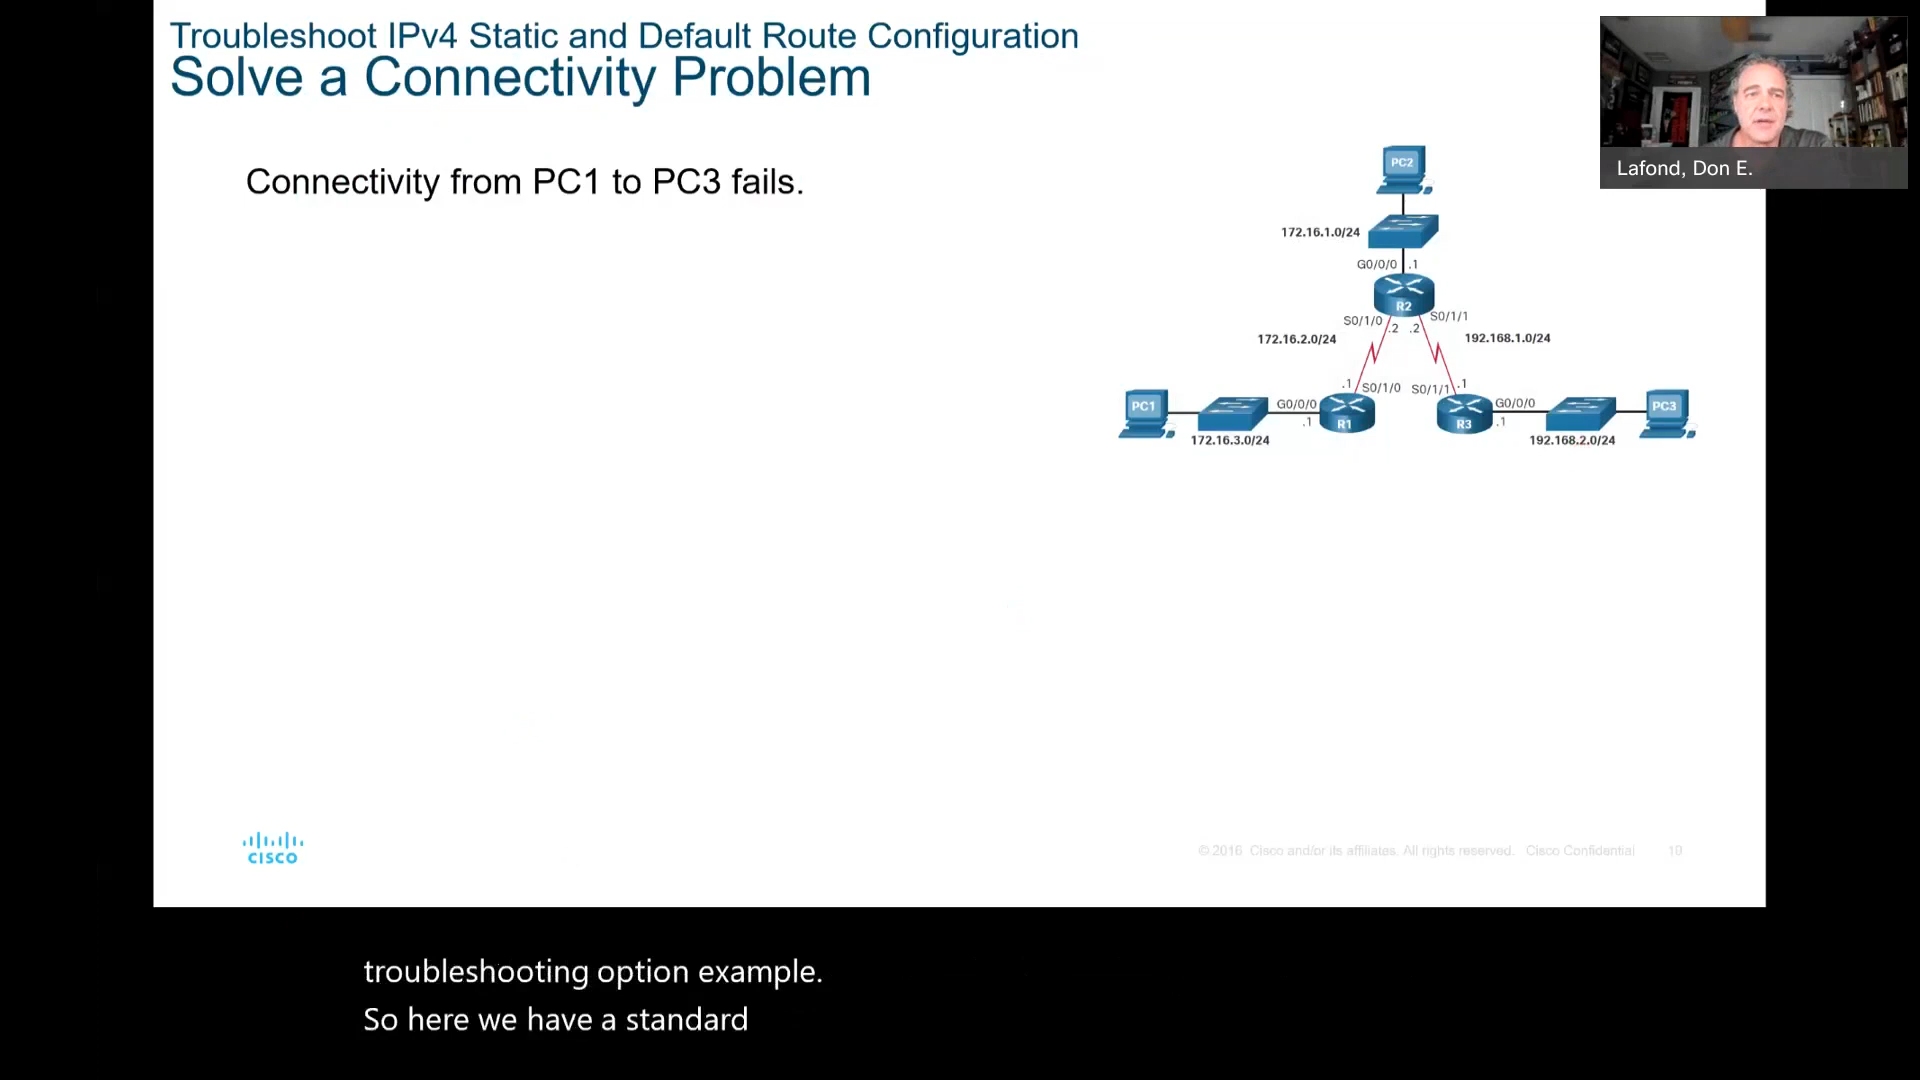 Troubleshoot IPv4 Static and Default Route Configuration
Solve a Connectivity Problem
Lafond, Don E.
Connectivity from PC1 to PC3 fails.
PC2
172.16.1.0/24
G0/0/0 .1
R2
S0/1/0 .2 .2 S0/1/1
172.16.2.0/24 192.168.1.0/24
.1 S0/1/0 S0/1/1 .1
PC1 G0/0/0 .1 R1 R3 G0/0/0 .1 PC3
172.16.3.0/24 192.168.2.0/24
CISCO
© 2016 Cisco and/or its affiliates. All rights reserved. Cisco Confidential
troubleshooting option example.
So here we have a standard